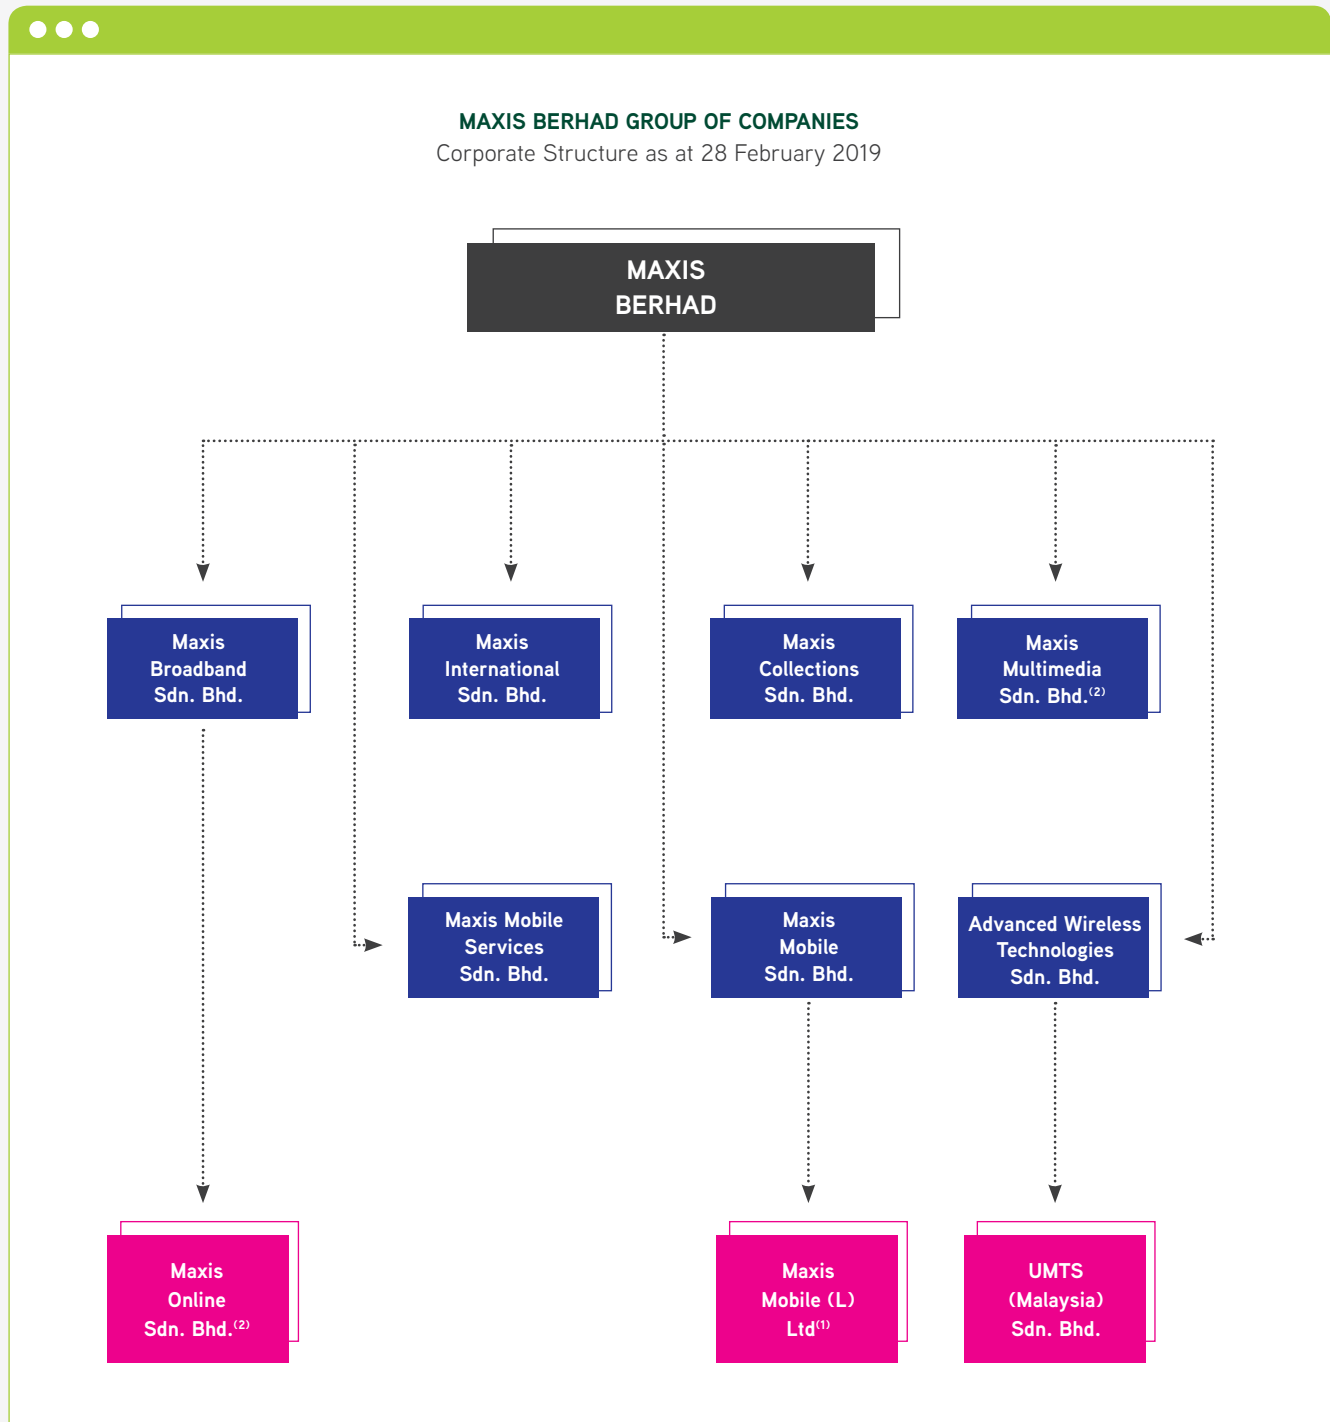 MAXIS BERHAD GROUP OF COMPANIES
Corporate Structure as at 28 February 2019
MAXIS
BERHAD
Maxis
Broadband
Sdn. Bhd.
Maxis
International
Sdn. Bhd.
Maxis
Collections
Sdn. Bhd.
Maxis
Multimedia
Sdn. Bhd.(2)
Maxis Mobile
Services
Sdn. Bhd.
Maxis
Mobile
Sdn. Bhd.
Advanced Wireless
Technologies
Sdn. Bhd.
Maxis
Online
Sdn. Bhd.(2)
Maxis
Mobile (L)
Ltd(1)
UMTS
(Malaysia)
Sdn. Bhd.